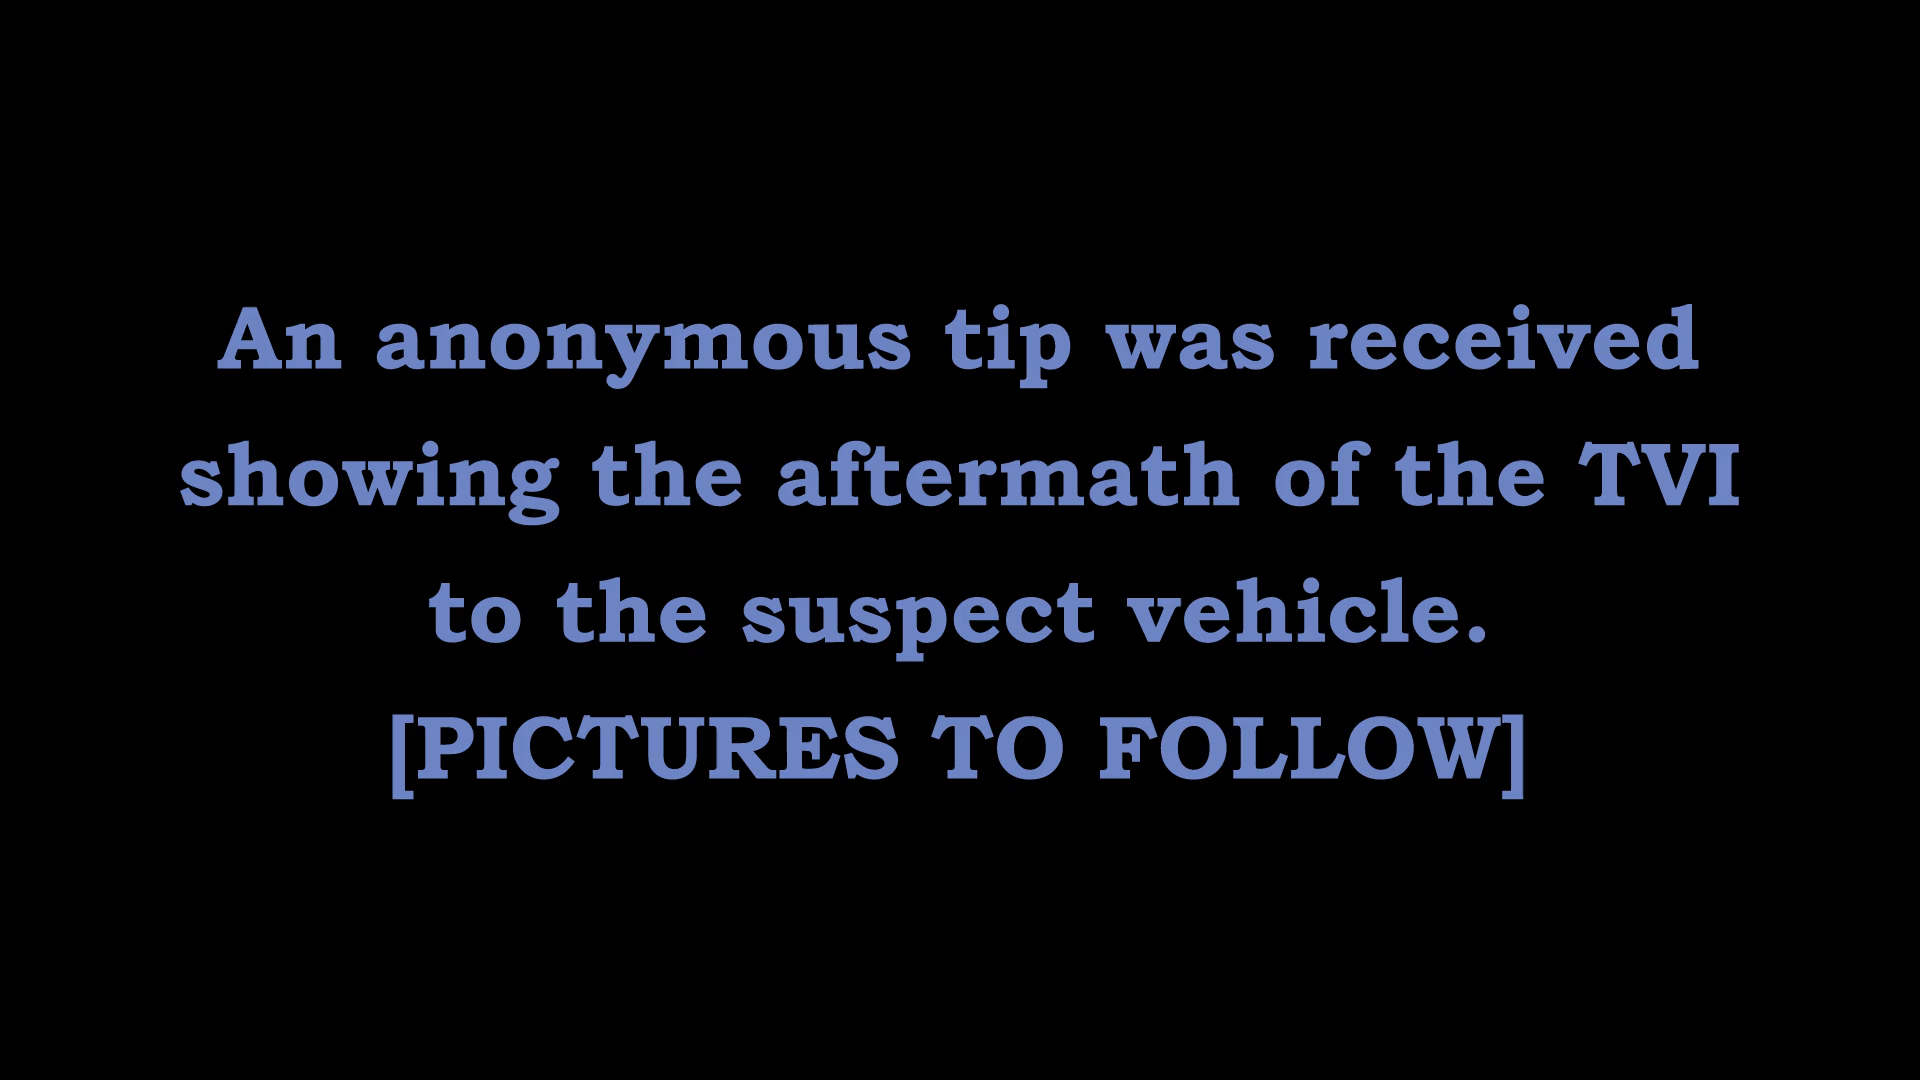 An anonymous tip was received
showing the aftermath of the TVI
to the suspect vehicle.
[PICTURES TO FOLLOW]